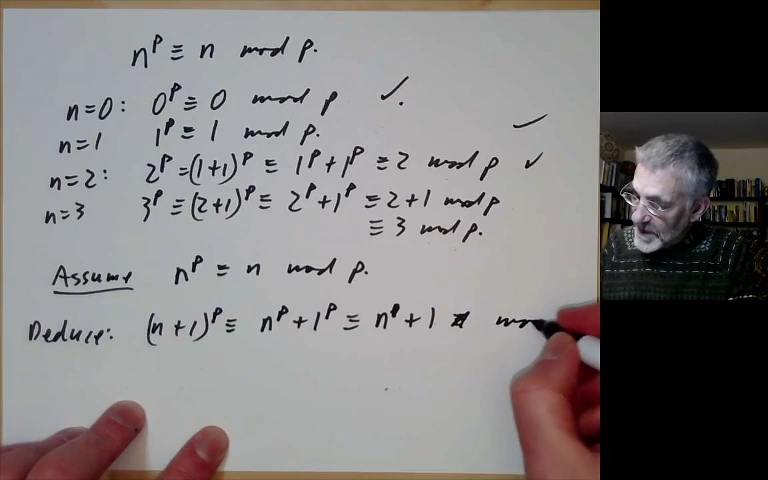 n^p ≡ n mod p.
n=0: 0^p ≡ 0 mod p ✓.
n=1 1^p ≡ 1 mod p. ✓
n=2: 2^p =(1+1)^p ≡ 1^p+1^p ≡ 2 mod p ✓
n=3 3^p ≡ (2+1)^p ≡ 2^p+1^p ≡ 2+1 mod p
≡ 3 mod p.
Assume n^p ≡ n mod p.
Deduce: (n+1)^p ≡ n^p+1^p ≡ n^p+1 mo